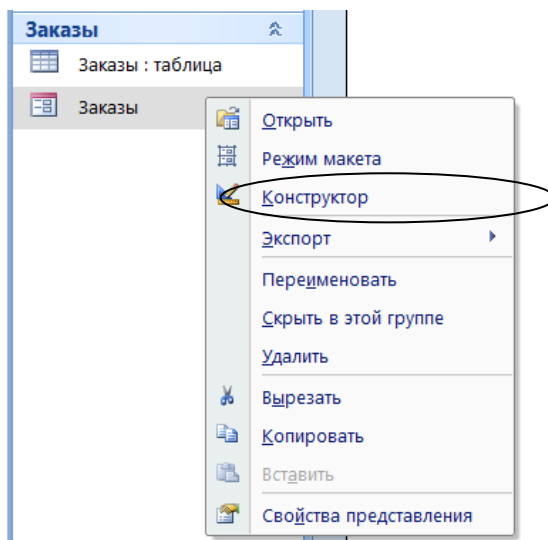 Заказы
Заказы : таблица
Заказы
Открыть
Режим макета
Конструктор
Экспорт
Переименовать
Скрыть в этой группе
Удалить
Вырезать
Копировать
Вставить
Свойства представления